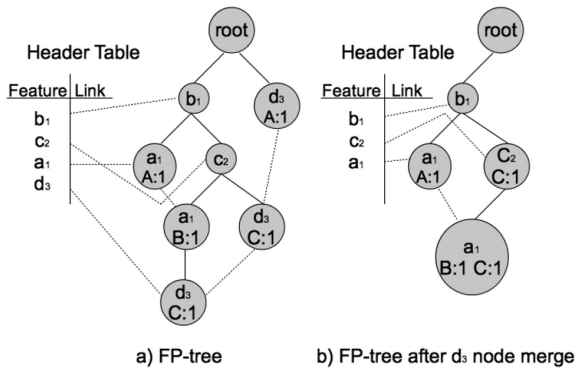 Header Table
Feature Link
b1
c2
a1
d3
root
b1
d3
A:1
a1
A:1
c2
a1
B:1
d3
C:1
d3
C:1
a) FP-tree
Header Table
Feature Link
b1
c2
a1
root
b1
a1
A:1
C2
C:1
a1
B:1 C:1
b) FP-tree after d3 node merge